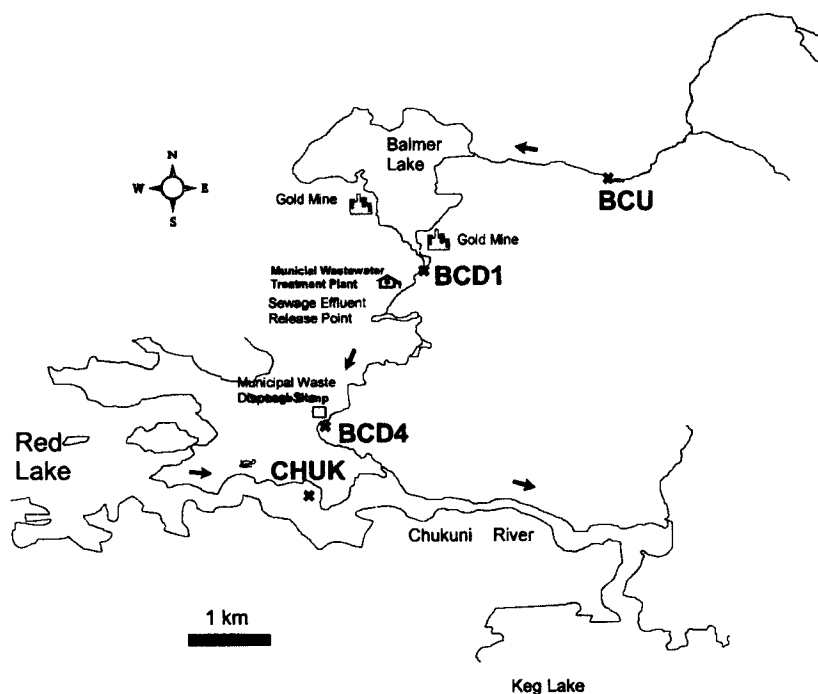 Balmer
Lake
N
W E
S
Gold Mine
BCU
Gold Mine
BCD1
Municial Wastewater
Treatment Plant
Sewage Effluent
Release Point
Municipal Waste
BCD4
Red
Lake
CHUK
Chukuni River
1 km
Keg Lake